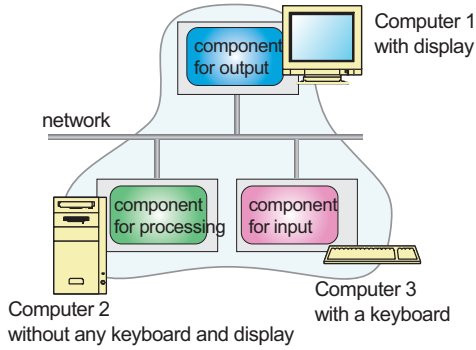 Computer 1
with display
component
for output
network
component
for processing
component
for input
Computer 3
with a keyboard
Computer 2
without any keyboard and display